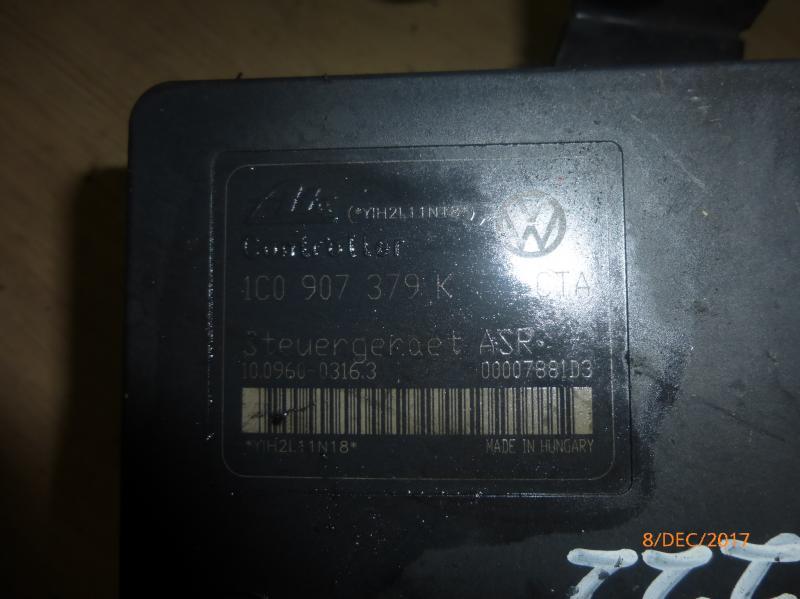 (*YIH2L11N18*)
VW
Controller
1C0 907 379 K CTA
Steuergeraet ASR
10.0960-0316.3 00007881D3
*YIH2L11N18* MADE IN HUNGARY
8/DEC/2017